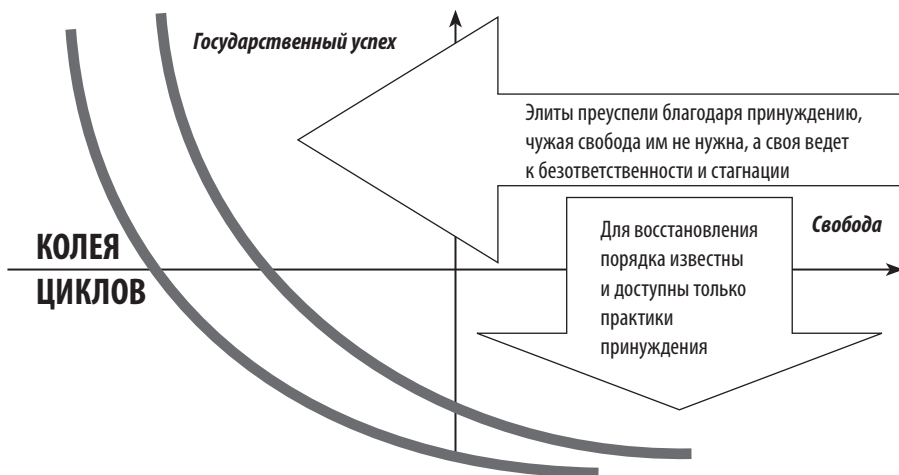 Государственный успех
Элиты преуспели благодаря принуждению,
чужая свобода им не нужна, а своя ведет
к безответственности и стагнации
Свобода
КОЛЕЯ
ЦИКЛОВ
Для восстановления
порядка известны
и доступны только
практики
принуждения